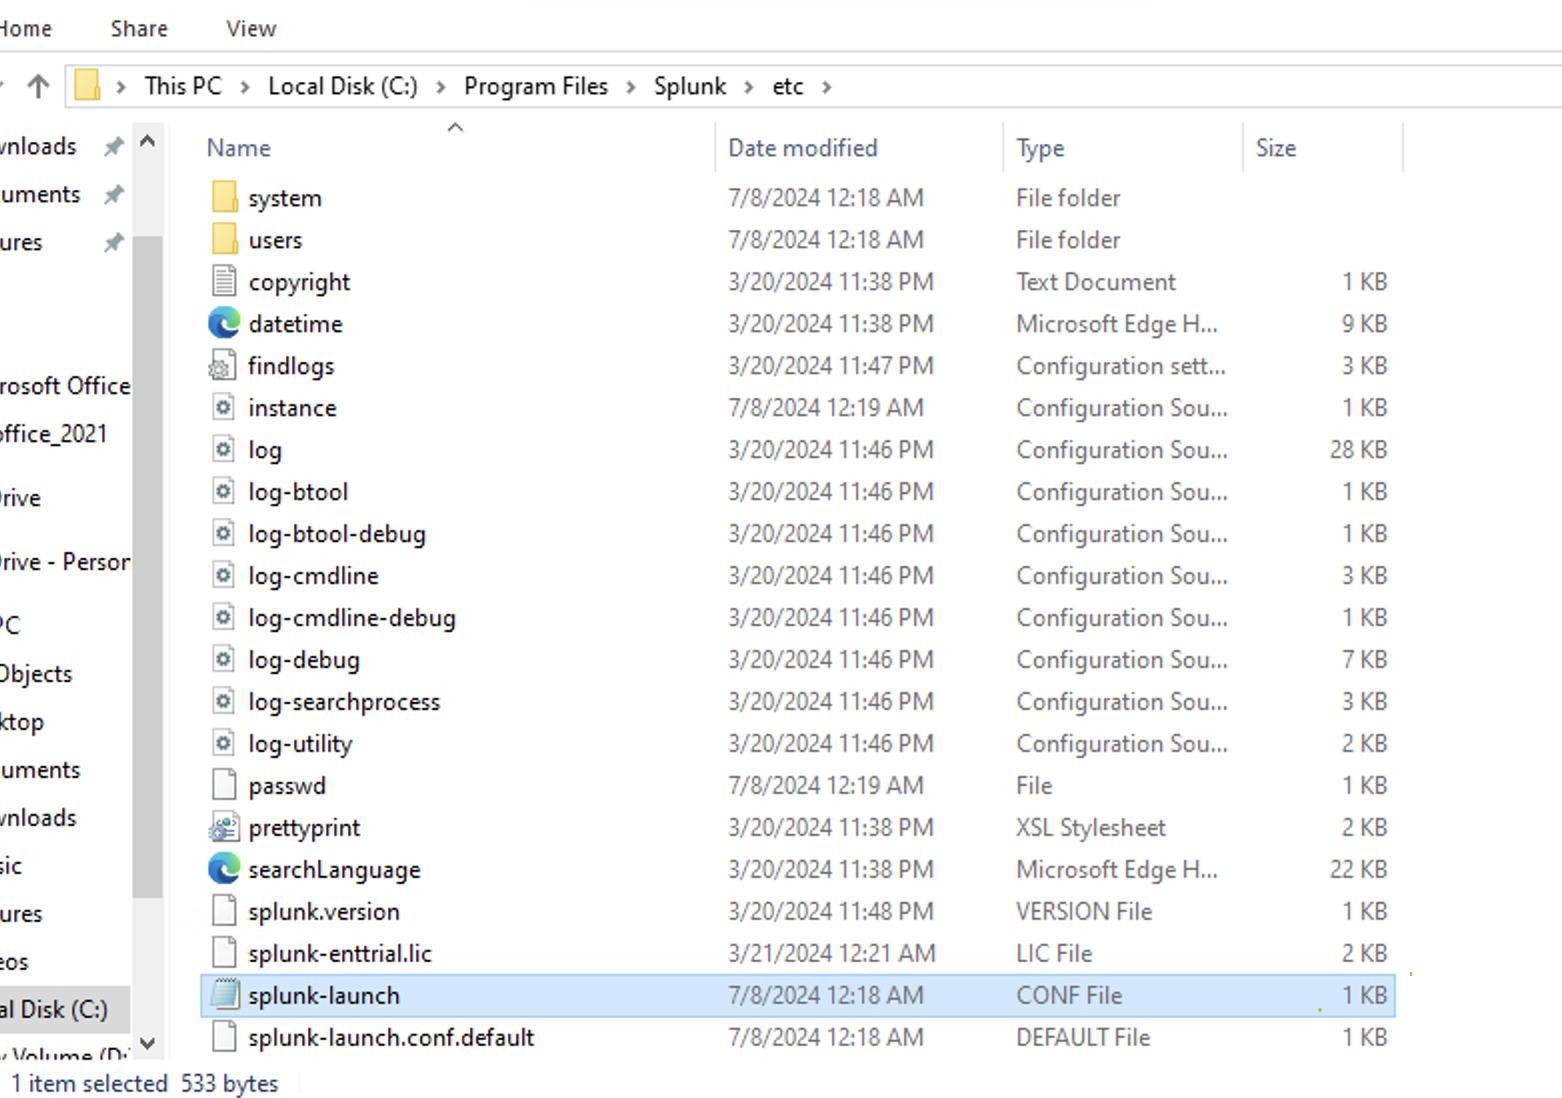 Home Share View
This PC > Local Disk (C:) > Program Files > Splunk > etc >
Name Date modified Type Size
system 7/8/2024 12:18 AM File folder
users 7/8/2024 12:18 AM File folder
copyright 3/20/2024 11:38 PM Text Document 1 KB
datetime 3/20/2024 11:38 PM Microsoft Edge H... 9 KB
findlogs 3/20/2024 11:47 PM Configuration sett... 3 KB
instance 7/8/2024 12:19 AM Configuration Sou... 1 KB
log 3/20/2024 11:46 PM Configuration Sou... 28 KB
log-btool 3/20/2024 11:46 PM Configuration Sou... 1 KB
log-btool-debug 3/20/2024 11:46 PM Configuration Sou... 1 KB
log-cmdline 3/20/2024 11:46 PM Configuration Sou... 3 KB
log-cmdline-debug 3/20/2024 11:46 PM Configuration Sou... 1 KB
log-debug 3/20/2024 11:46 PM Configuration Sou... 7 KB
log-searchprocess 3/20/2024 11:46 PM Configuration Sou... 3 KB
log-utility 3/20/2024 11:46 PM Configuration Sou... 2 KB
passwd 7/8/2024 12:19 AM File 1 KB
prettyprint 3/20/2024 11:38 PM XSL Stylesheet 2 KB
searchLanguage 3/20/2024 11:38 PM Microsoft Edge H... 22 KB
splunk.version 3/20/2024 11:48 PM VERSION File 1 KB
splunk-enttrial.lic 3/21/2024 12:21 AM LIC File 2 KB
splunk-launch 7/8/2024 12:18 AM CONF File 1 KB
splunk-launch.conf.default 7/8/2024 12:18 AM DEFAULT File 1 KB
wnloads
uments
ures
rosoft Office
office_2021
Drive
Drive - Person
PC
Objects
ktop
uments
wnloads
sic
ures
eos
al Disk (C:)
v Volume (D:
1 item selected 533 bytes